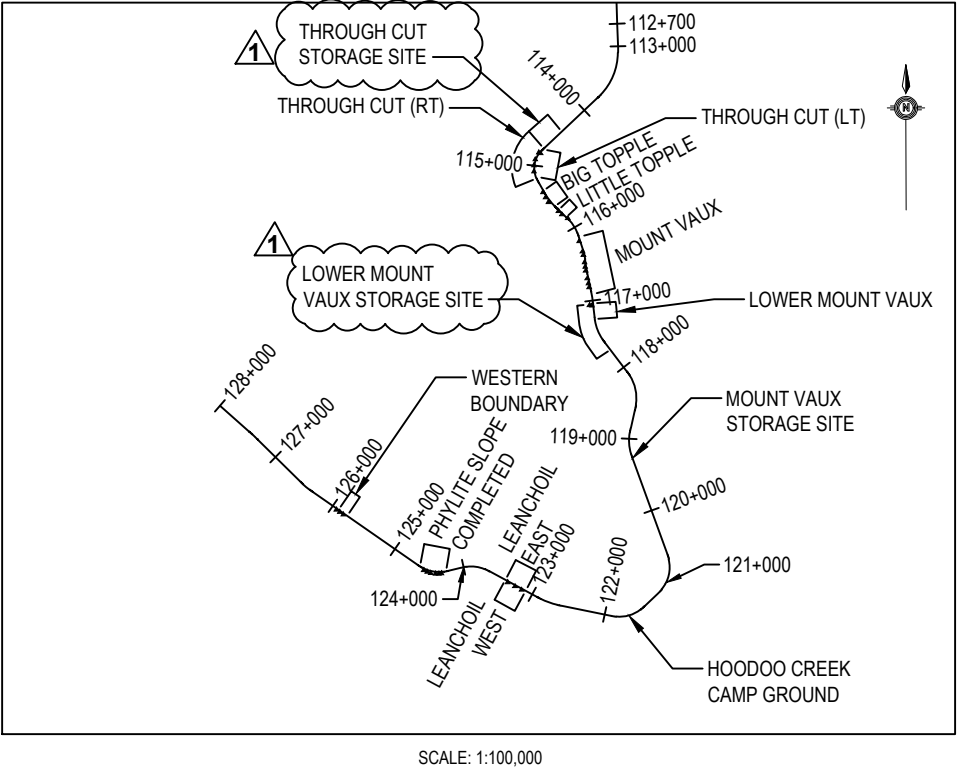 112+700
113+000
1
THROUGH CUT
STORAGE SITE
114+000
N
THROUGH CUT (RT)
THROUGH CUT (LT)
115+000
BIG TOPPLE
LITTLE TOPPLE
116+000
MOUNT VAUX
1
LOWER MOUNT
VAUX STORAGE SITE
117+000
LOWER MOUNT VAUX
118+000
128+000
WESTERN
BOUNDARY
MOUNT VAUX
STORAGE SITE
127+000
119+000
126+000
PHYLITE SLOPE
COMPLETED
125+000
LEANCHOIL
EAST
120+000
123+000
122+000
121+000
124+000
LEANCHOIL
WEST
HOODOO CREEK
CAMP GROUND
SCALE: 1:100,000